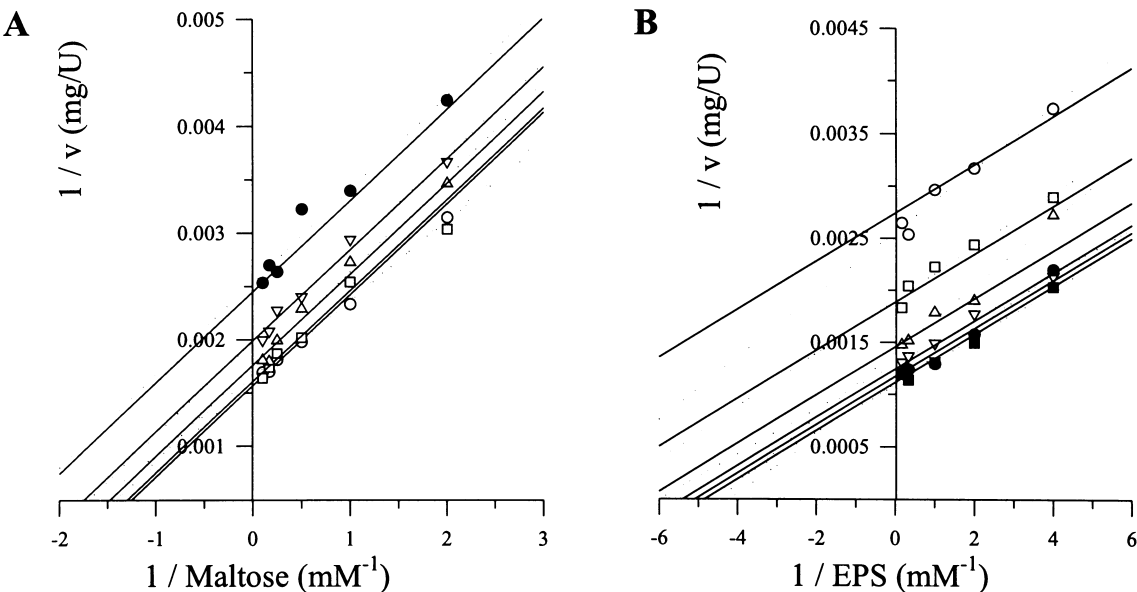 A
1 / v (mg/U)
0.005
0.004
0.003
0.002
0.001
-2 -1 0 1 2 3
1 / Maltose (mM⁻¹)
B
1 / v (mg/U)
0.0045
0.0035
0.0025
0.0015
0.0005
-6 -4 -2 0 2 4 6
1 / EPS (mM⁻¹)